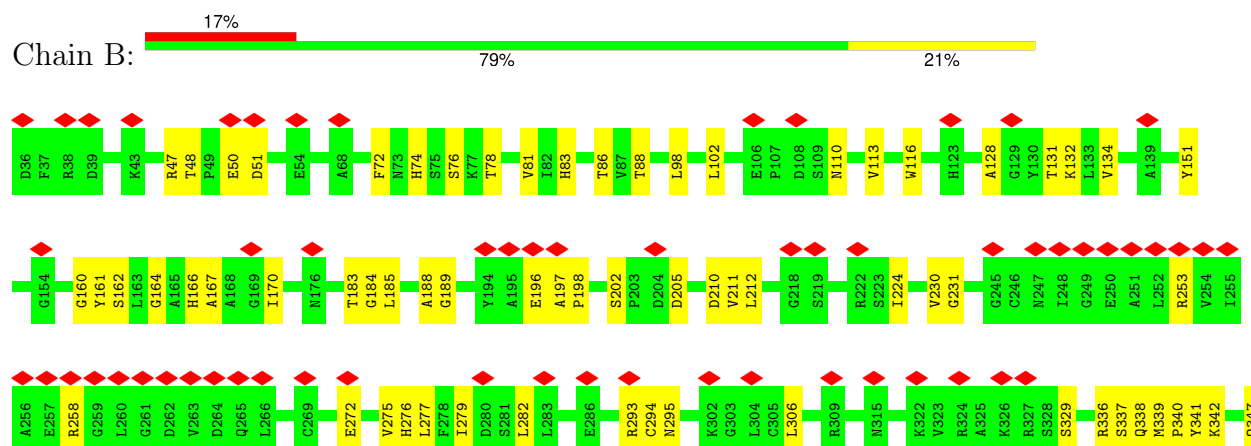 17%
Chain B:
79% 21%
D36 F37 R38 D39 K43 R47 T48 P49 E50 D51 E54 A68 F72 N73 H74 S75 S76 K77 T78 V81 I82 H83 T86 V87 T88 L98 L102 E106 P107 D108 S109 N110 V113 W116 H123 A128 G129 Y130 T131 K132 L133 V134 A139 Y151
G154 G160 Y161 S162 L163 G164 A165 H166 A167 A168 G169 I170 N176 T183 G184 L185 A188 G189 Y194 A195 E196 A197 P198 S202 P203 D204 D205 D210 V211 L212 G218 S219 R222 S223 I224 V230 G231 G245 C246 N247 I248 G249 E250 A251 L252 R253 V254 I255
A256 E257 R258 G259 L260 G261 D262 V263 D264 Q265 L266 C269 E272 V275 H276 L277 F278 I279 D280 S281 L282 L283 E286 R293 C294 N295 K302 G303 L304 C305 L306 R309 N315 K322 V323 R324 A325 K326 R327 S328 S329 R336 S337 Q338 M339 P340 Y341 K342